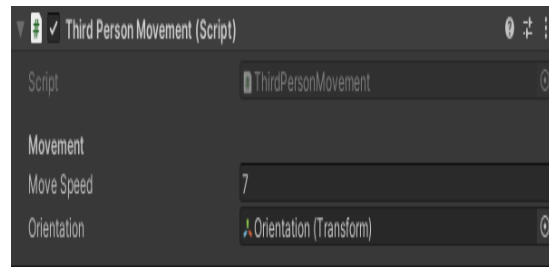 Third Person Movement (Script)
Script ThirdPersonMovement
Movement
Move Speed 7
Orientation Orientation (Transform)